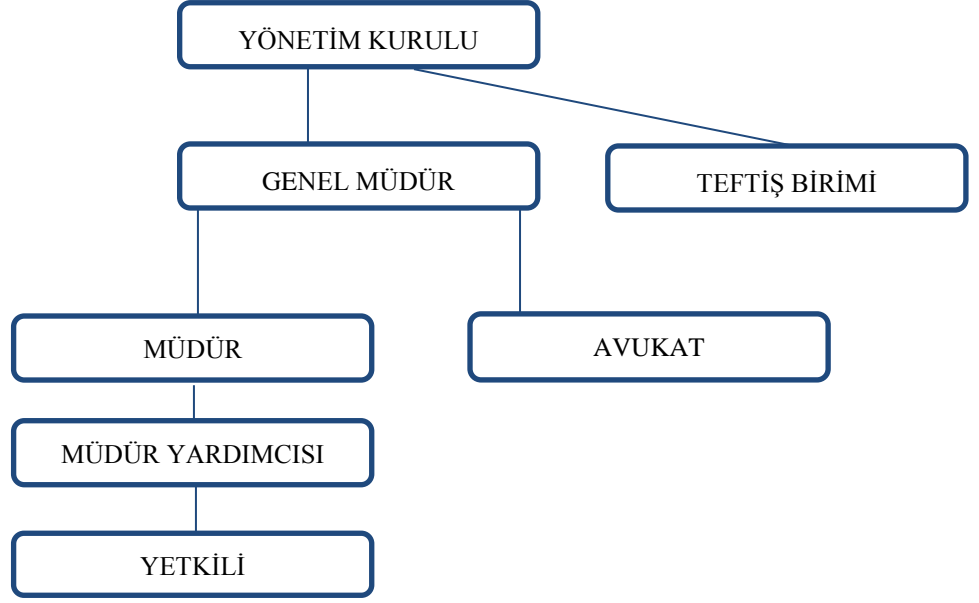 YÖNETİM KURULU
GENEL MÜDÜR
TEFTİŞ BİRİMİ
MÜDÜR
AVUKAT
MÜDÜR YARDIMCISI
YETKİLİ